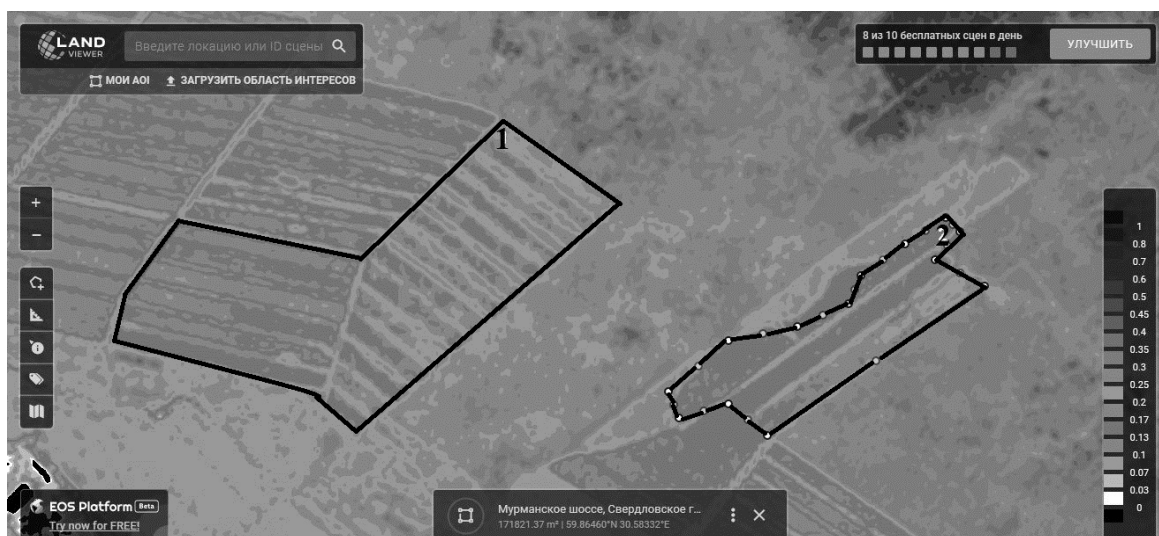 LAND
VIEWER
Введите локацию или ID сцены
МОИ AOI
ЗАГРУЗИТЬ ОБЛАСТЬ ИНТЕРЕСОВ
8 из 10 бесплатных сцен в день
УЛУЧШИТЬ
1
2
+
−
1
0.8
0.7
0.6
0.5
0.45
0.4
0.35
0.3
0.25
0.2
0.17
0.13
0.1
0.07
0.03
0
EOS Platform Beta
Try now for FREE!
Мурманское шоссе, Свердловское г...
171821.37 m² | 59.86460°N 30.58332°E